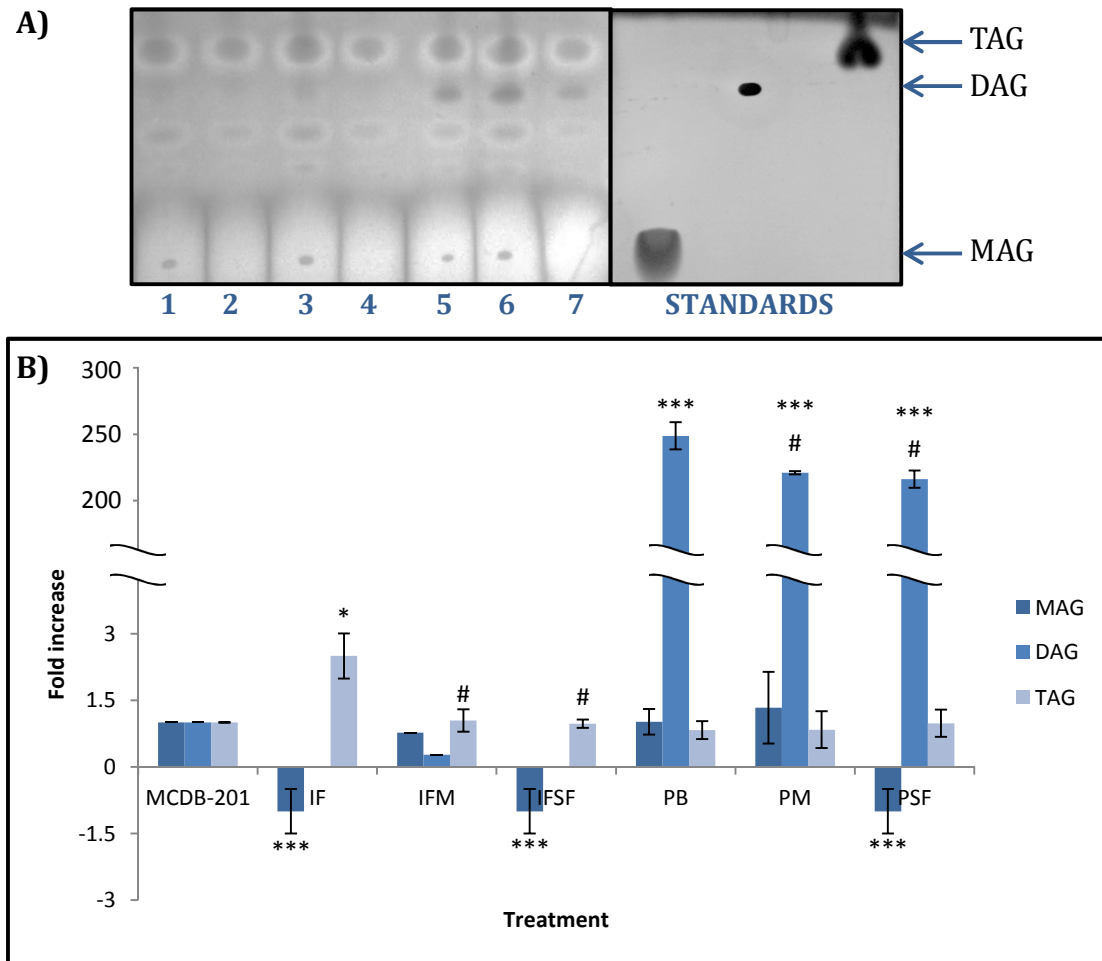 A)
TAG
DAG
MAG
1 2 3 4 5 6 7 STANDARDS
B)
300
250
200
3
1.5
0
-1.5
-3
Fold increase
*** *** ***
# #
*
# #
MCDB-201 IF IFM IFSF PB PM PSF
*** *** ***
Treatment
MAG
DAG
TAG